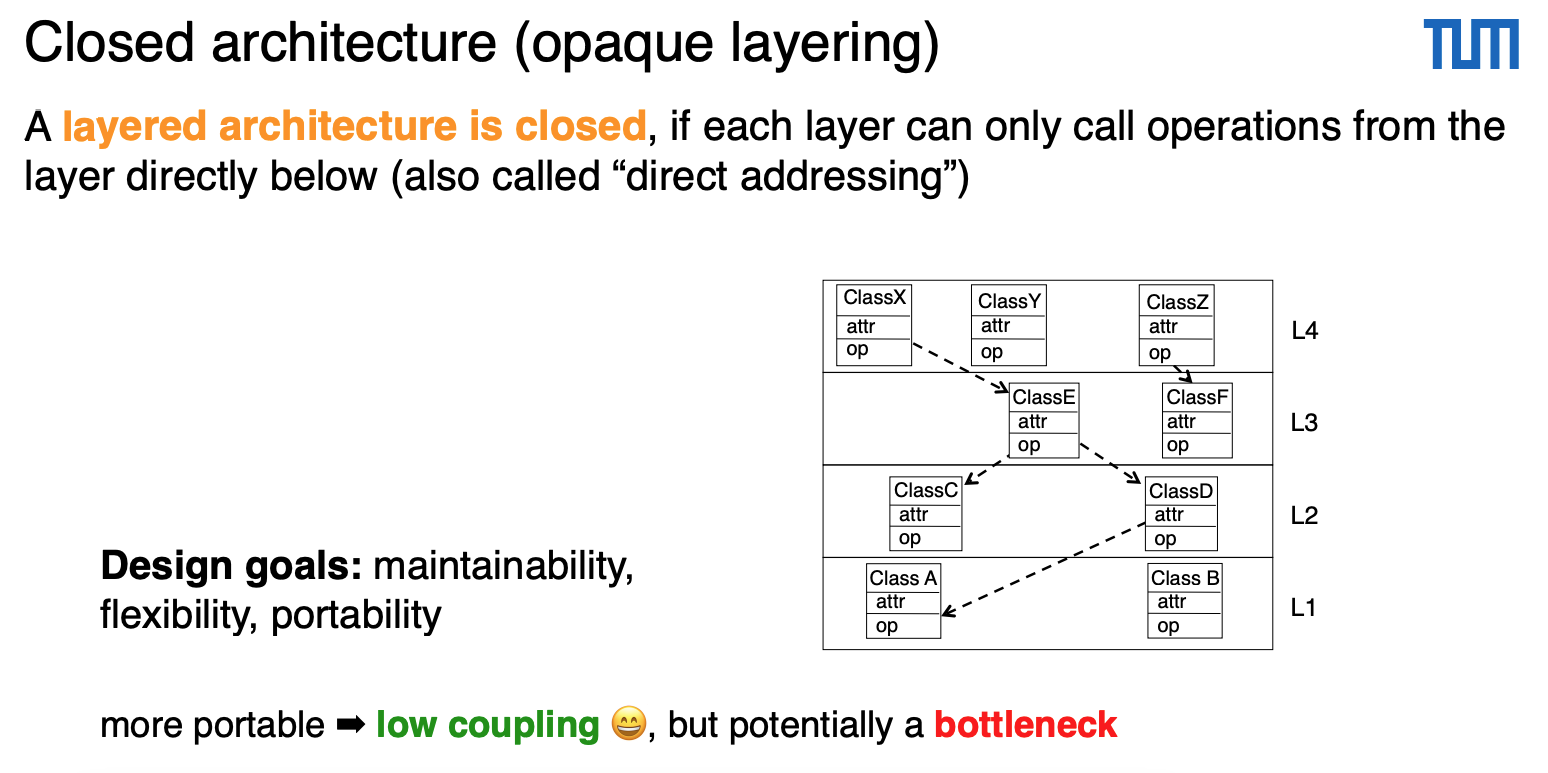 Closed architecture (opaque layering)
TUM
A layered architecture is closed, if each layer can only call operations from the
layer directly below (also called “direct addressing”)
ClassX
attr
op
ClassY
attr
op
ClassZ
attr
op
L4
ClassE
attr
op
ClassF
attr
op
L3
ClassC
attr
op
ClassD
attr
op
L2
Class A
attr
op
Class B
attr
op
L1
Design goals: maintainability,
flexibility, portability
more portable ➡ low coupling 😄, but potentially a bottleneck